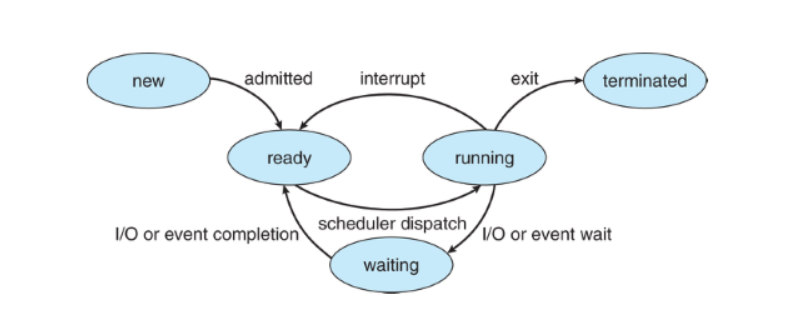 new
admitted
interrupt
exit
terminated
ready
running
scheduler dispatch
I/O or event completion
I/O or event wait
waiting